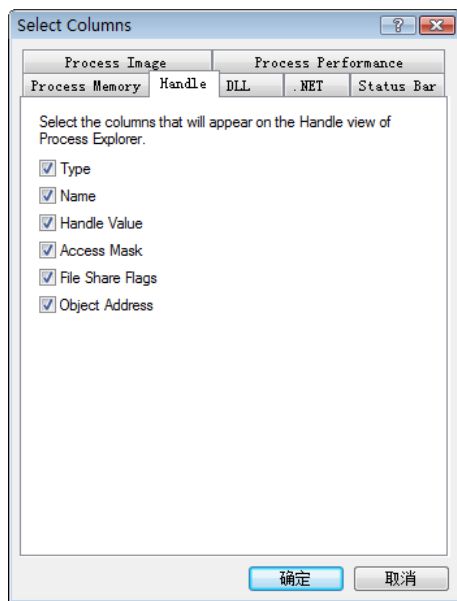 Select Columns
Process Image
Process Performance
Process Memory
Handle
DLL
.NET
Status Bar
Select the columns that will appear on the Handle view of
Process Explorer.
Type
Name
Handle Value
Access Mask
File Share Flags
Object Address
确定
取消